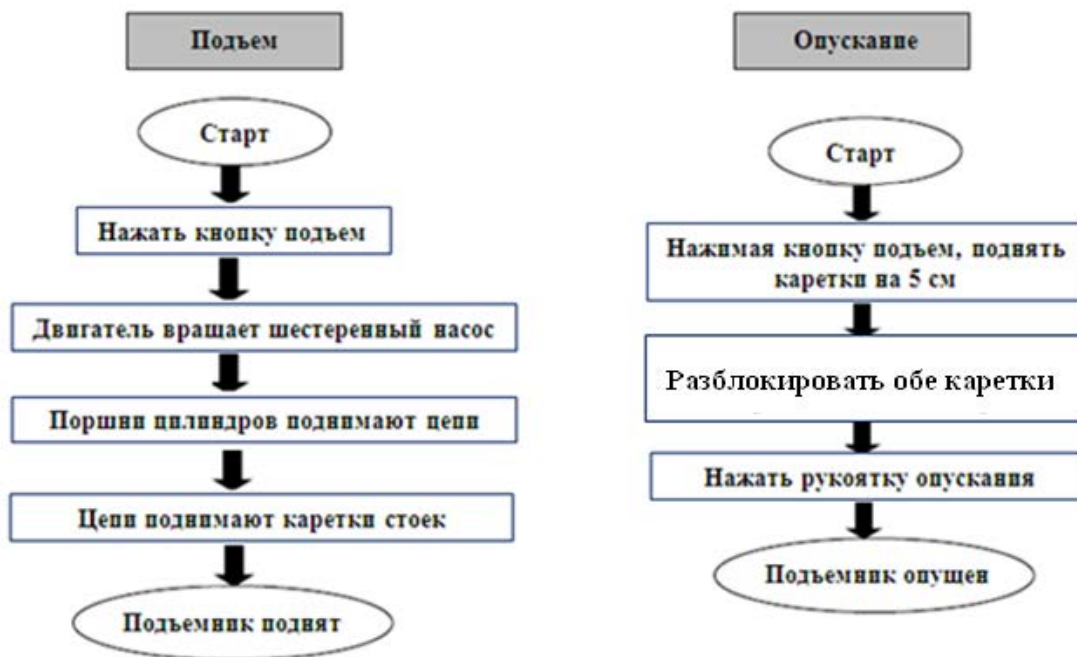 Подъем
Старт
Нажать кнопку подъем
Двигатель вращает шестеренный насос
Поршни цилиндров поднимают цепи
Цепи поднимают каретки стоек
Подъемник поднят
Опускание
Старт
Нажимая кнопку подъем, поднять
каретки на 5 см
Разблокировать обе каретки
Нажать рукоятку опускания
Подъемник опущен